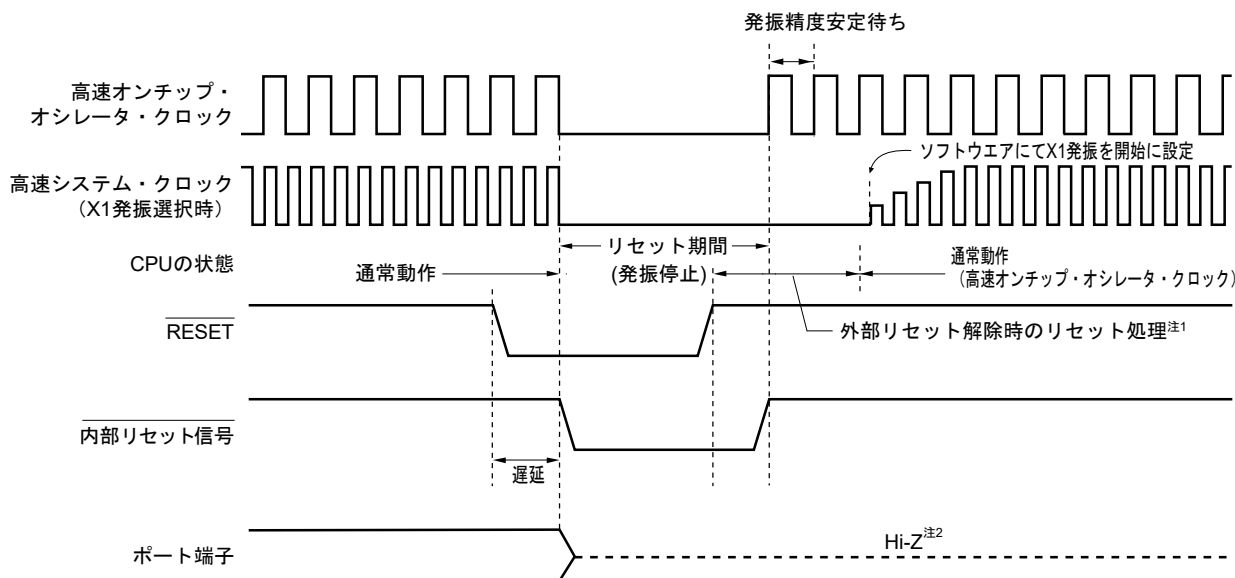 発振精度安定待ち
高速オンチップ・
オシレータ・クロック
ソフトウエアにてX1発振を開始に設定
高速システム・クロック
（X1発振選択時）
リセット期間
(発振停止)
CPUの状態
通常動作
通常動作
（高速オンチップ・オシレータ・クロック）
RESET
外部リセット解除時のリセット処理注1
内部リセット信号
遅延
ポート端子
Hi-Z注2